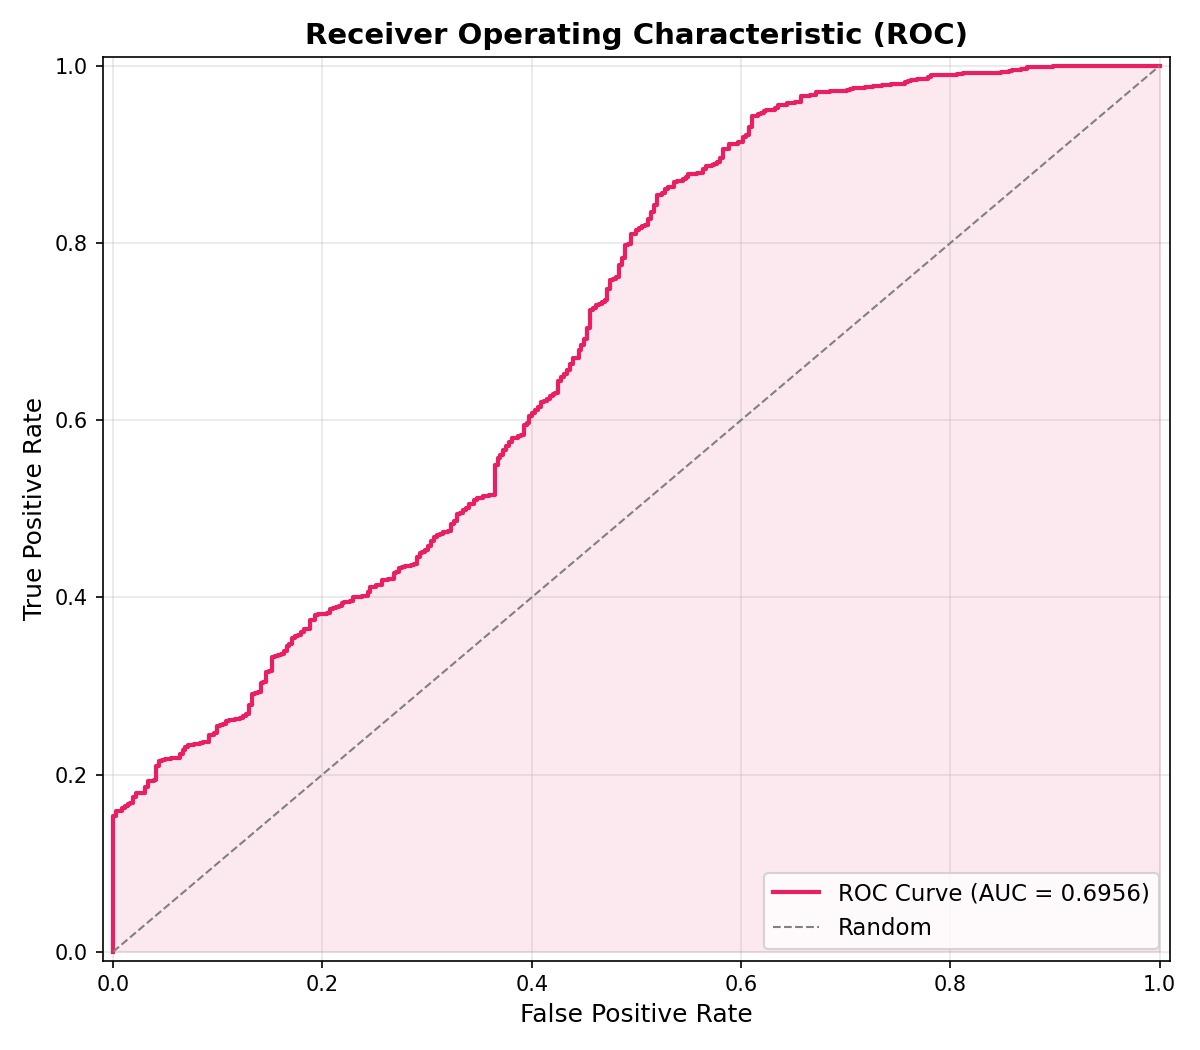 Receiver Operating Characteristic (ROC)
1.0
0.8
0.6
0.4
0.2
0.0
True Positive Rate
0.0 0.2 0.4 0.6 0.8 1.0
False Positive Rate
ROC Curve (AUC = 0.6956)
Random